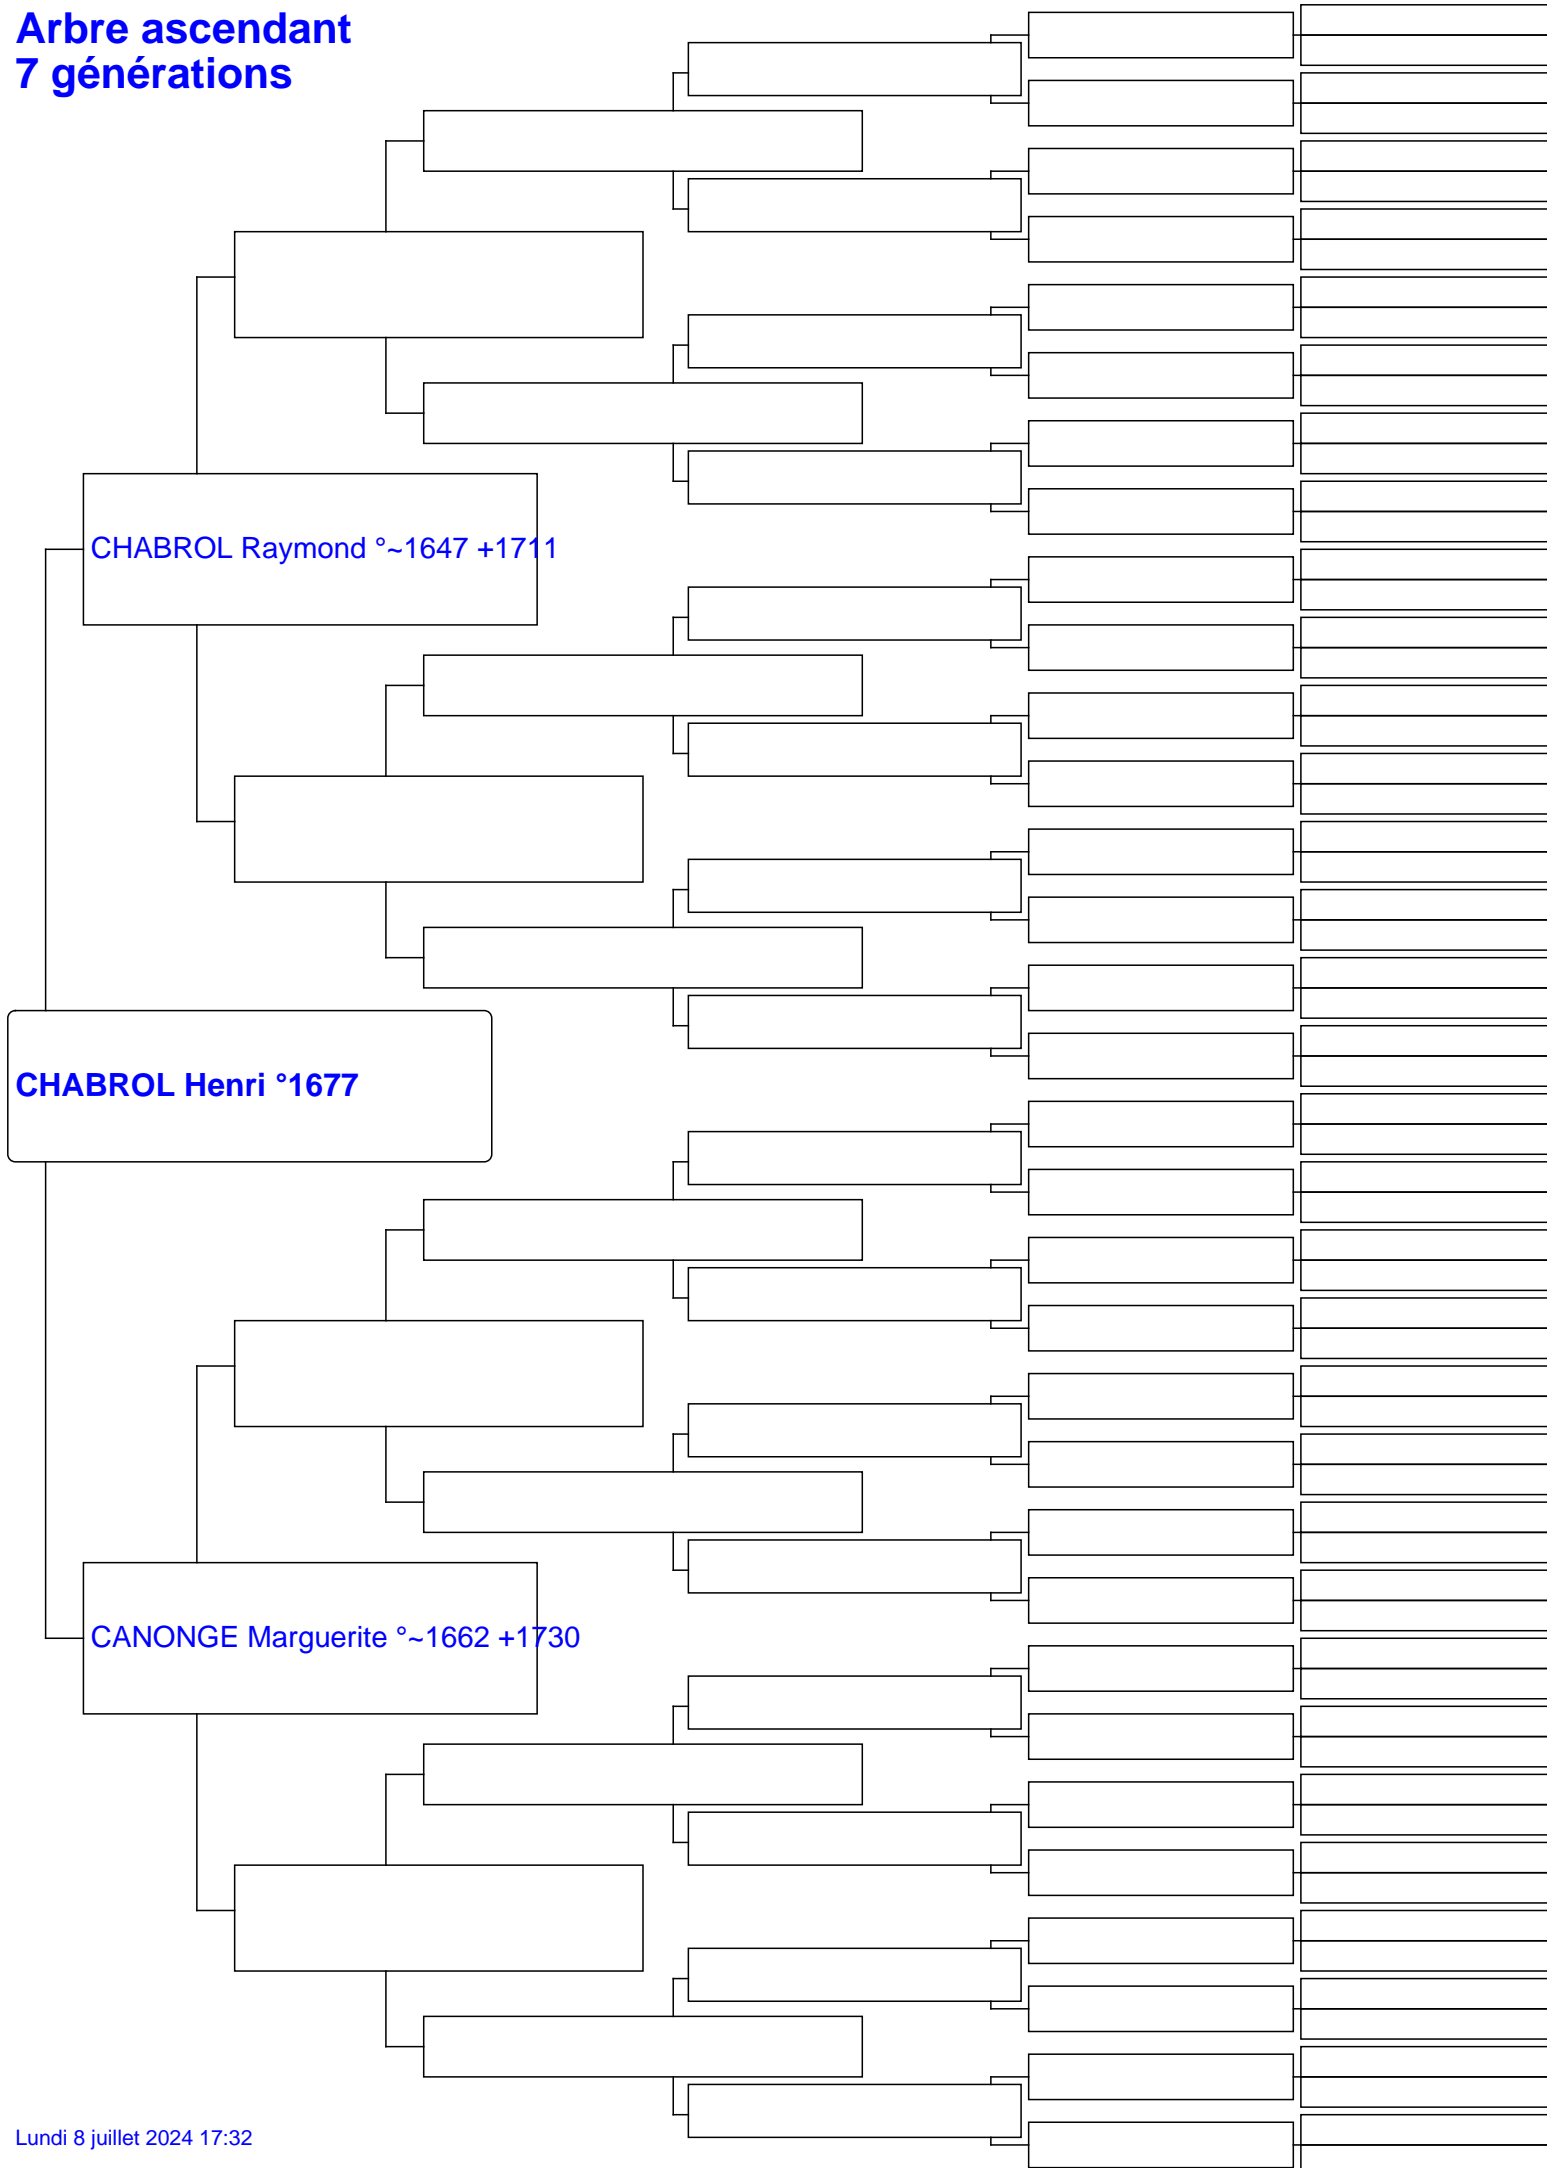 Arbre ascendant
7 générations
CHABROL Raymond °~1647 +1711
CHABROL Henri °1677
CANONGE Marguerite °~1662 +1730
Lundi 8 juillet 2024 17:32